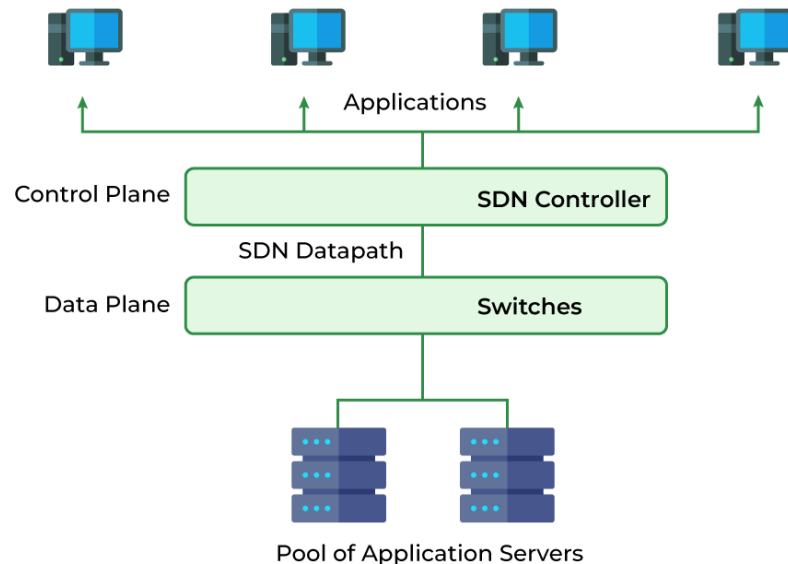 Applications
Control Plane
SDN Controller
SDN Datapath
Data Plane
Switches
Pool of Application Servers